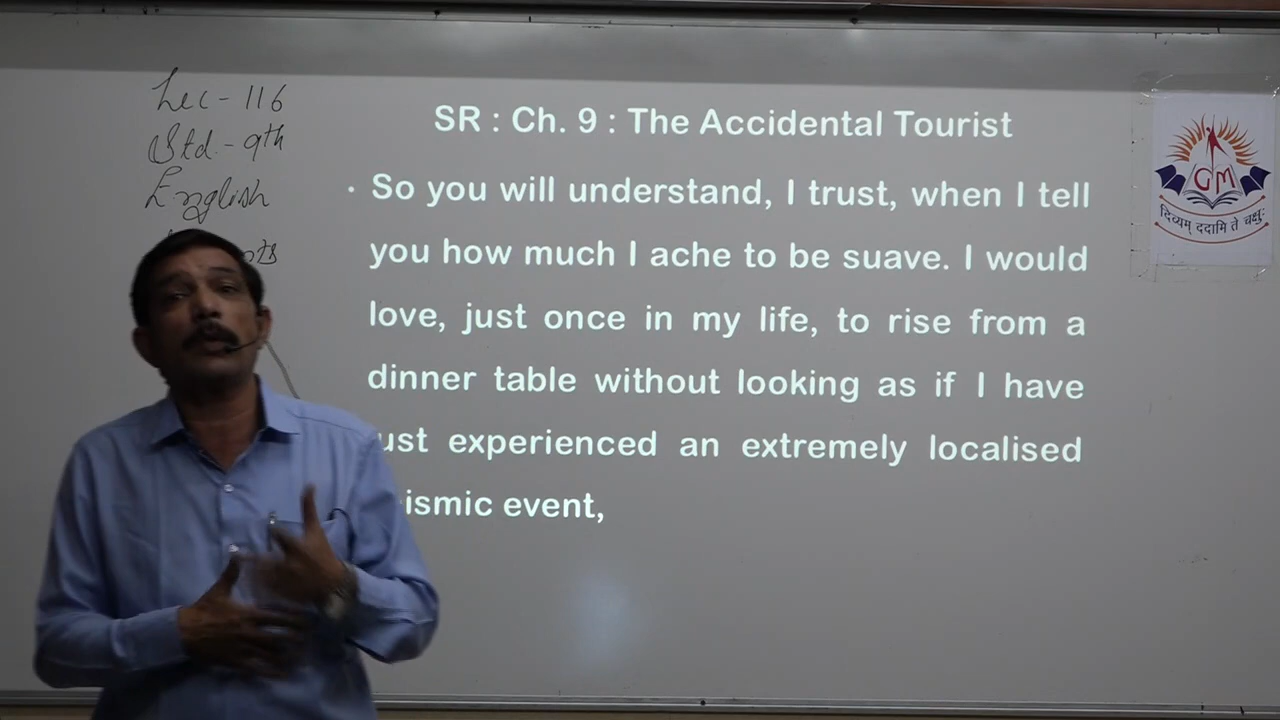 Lec - 116
Std. - 9th
English
SR : Ch. 9 : The Accidental Tourist
• So you will understand, I trust, when I tell
you how much I ache to be suave. I would
love, just once in my life, to rise from a
dinner table without looking as if I have
ust experienced an extremely localised
ismic event,
GM
दिव्यम् ददामि ते चक्षुः